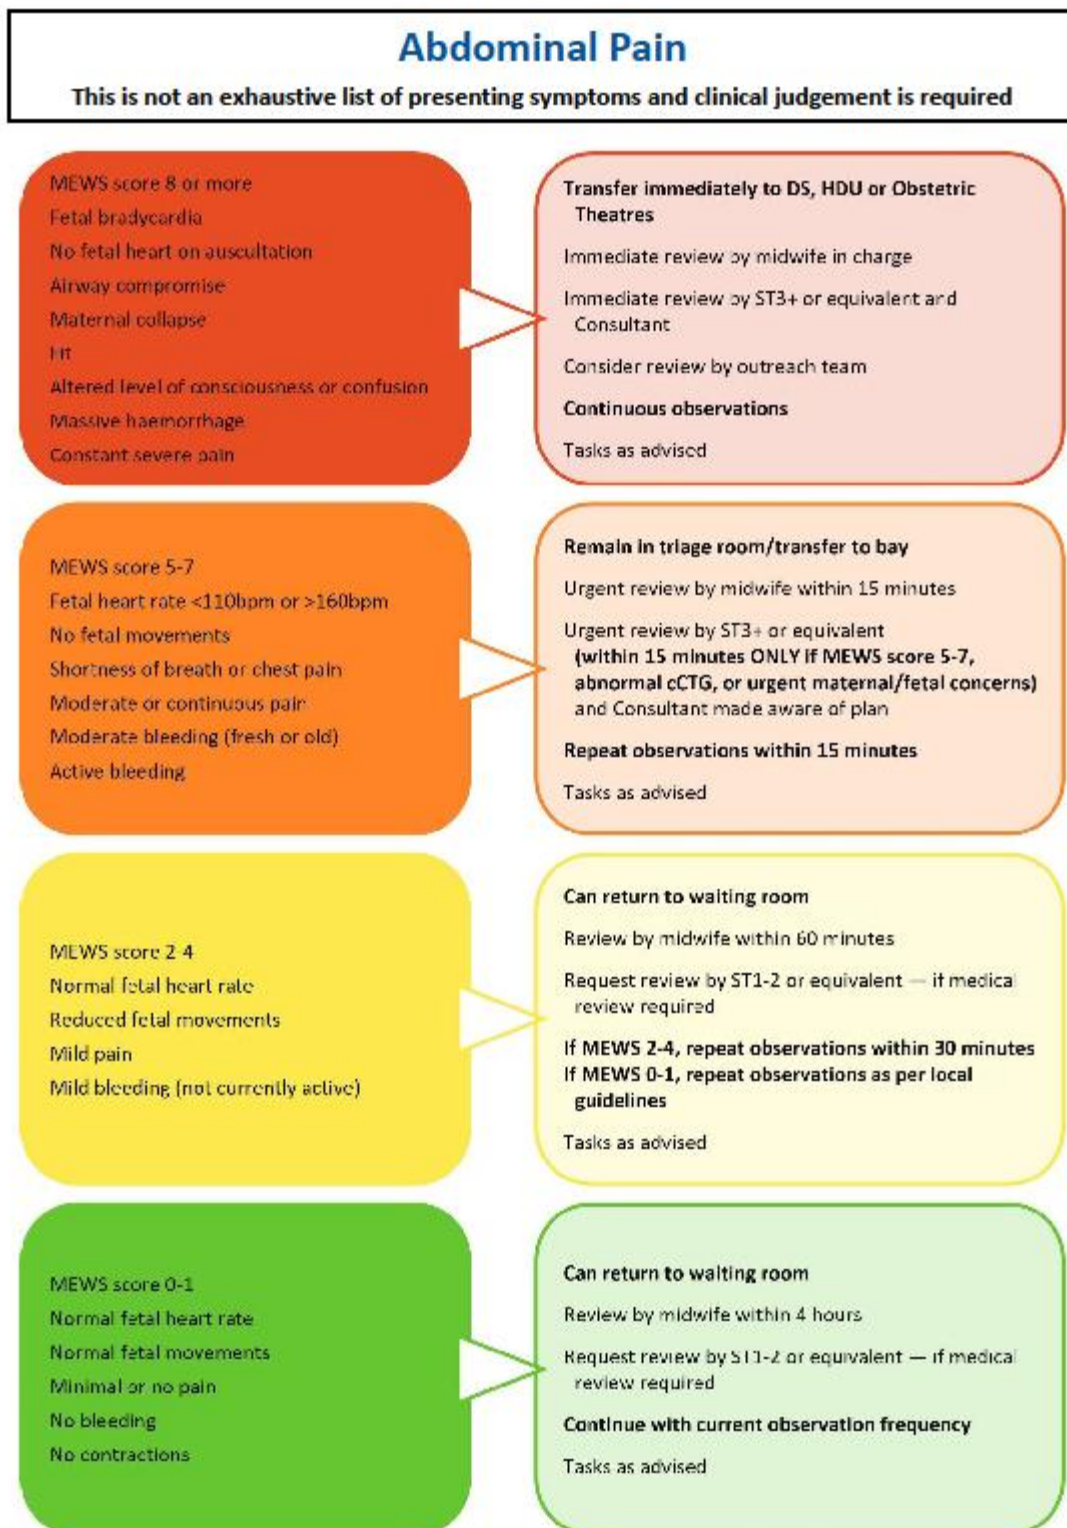 Abdominal Pain
This is not an exhaustive list of presenting symptoms and clinical judgement is required
MEWS score 8 or more
Fetal bradycardia
No fetal heart on auscultation
Airway compromise
Maternal collapse
Fit
Altered level of consciousness or confusion
Massive haemorrhage
Constant severe pain
Transfer immediately to DS, HDU or Obstetric
Theatres
Immediate review by midwife in charge
Immediate review by ST3+ or equivalent and
Consultant
Consider review by outreach team
Continuous observations
Tasks as advised
MEWS score 5-7
Fetal heart rate <110bpm or >160bpm
No fetal movements
Shortness of breath or chest pain
Moderate or continuous pain
Moderate bleeding (fresh or old)
Active bleeding
Remain in triage room/transfer to bay
Urgent review by midwife within 15 minutes
Urgent review by ST3+ or equivalent
(within 15 minutes ONLY if MEWS score 5-7,
abnormal cCTG, or urgent maternal/fetal concerns)
and Consultant made aware of plan
Repeat observations within 15 minutes
Tasks as advised
MEWS score 2-4
Normal fetal heart rate
Reduced fetal movements
Mild pain
Mild bleeding (not currently active)
Can return to waiting room
Review by midwife within 60 minutes
Request review by ST1-2 or equivalent — if medical
review required
If MEWS 2-4, repeat observations within 30 minutes
If MEWS 0-1, repeat observations as per local
guidelines
Tasks as advised
MEWS score 0-1
Normal fetal heart rate
Normal fetal movements
Minimal or no pain
No bleeding
No contractions
Can return to waiting room
Review by midwife within 4 hours
Request review by ST1-2 or equivalent — if medical
review required
Continue with current observation frequency
Tasks as advised